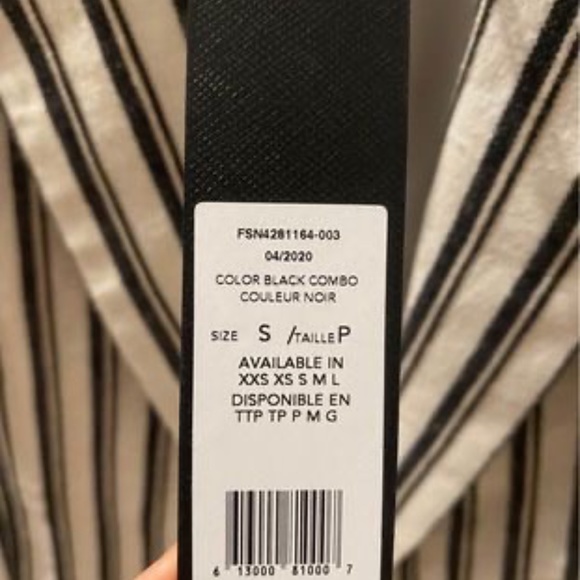 FSN4281164-003
04/2020
COLOR BLACK COMBO
COULEUR NOIR
SIZE S /TAILLE P
AVAILABLE IN
XXS XS S M L
DISPONIBLE EN
TTP TP P M G
6 13000 81000 7